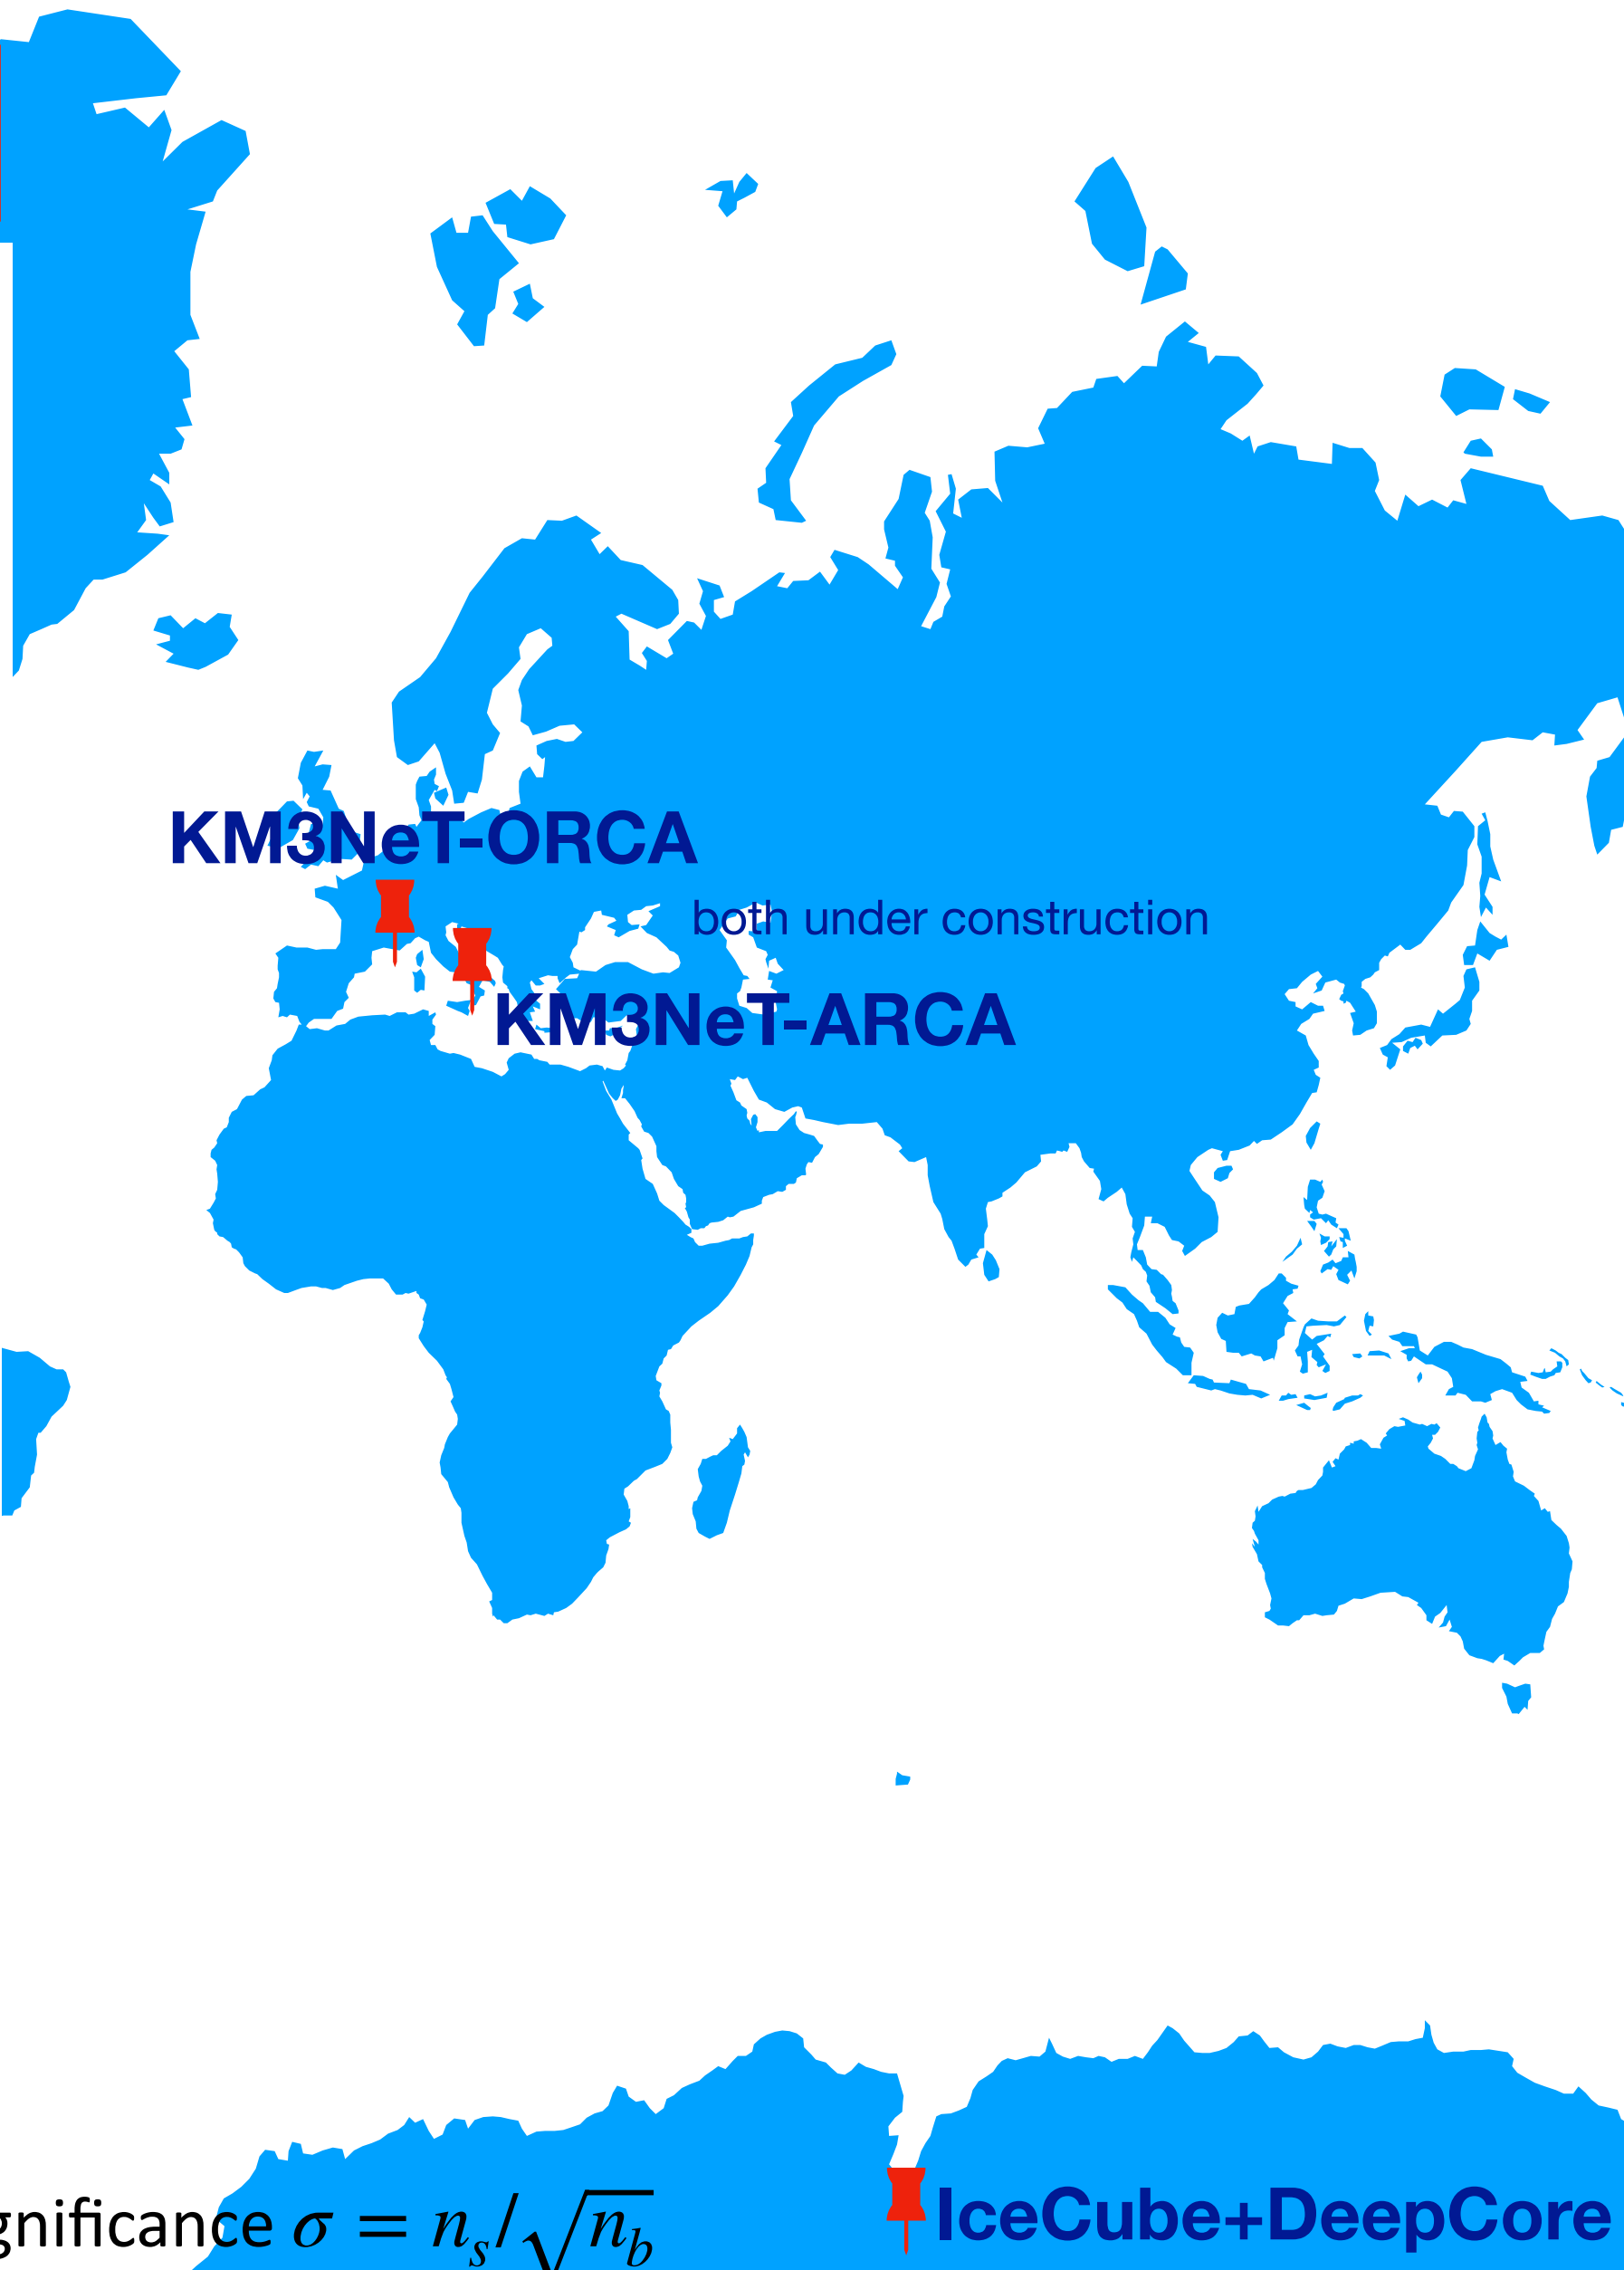 KM3NeT-ORCA
both under construction
KM3NeT-ARCA
IceCube+DeepCore
gnificance σ = n_s/√n_b